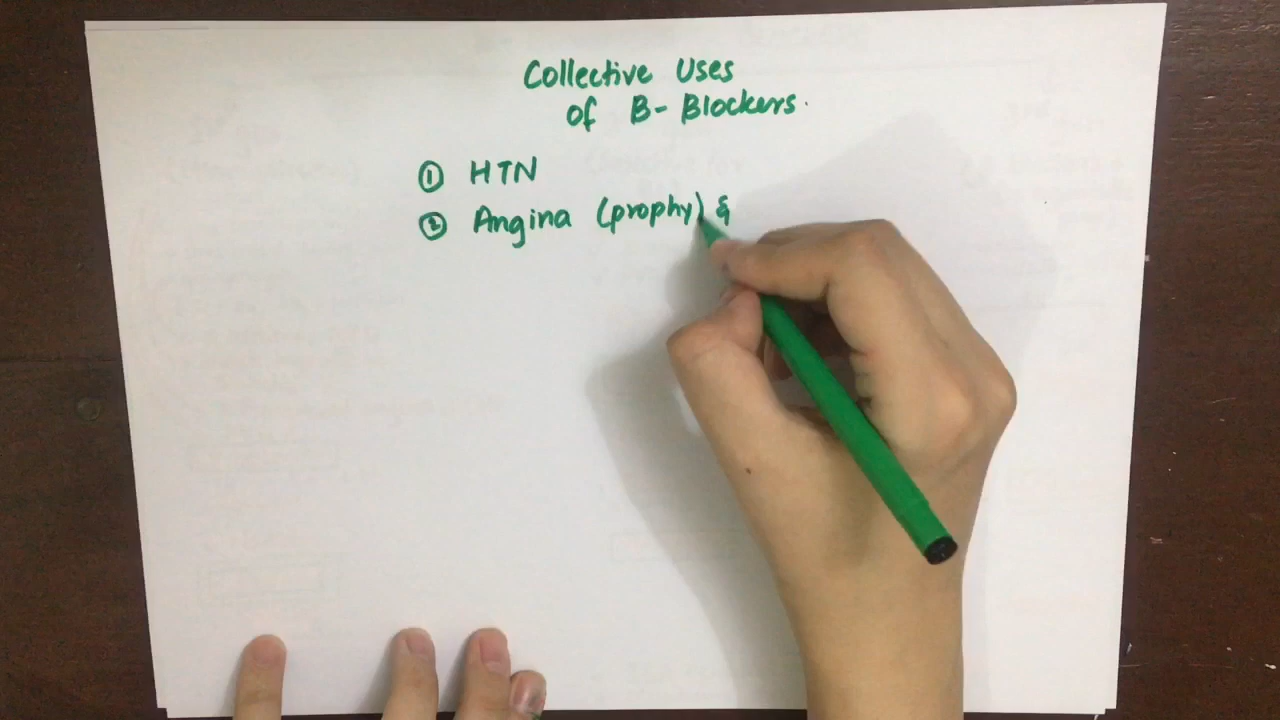 Collective Uses
of B- Blockers.
① HTN
② Angina (prophy) &